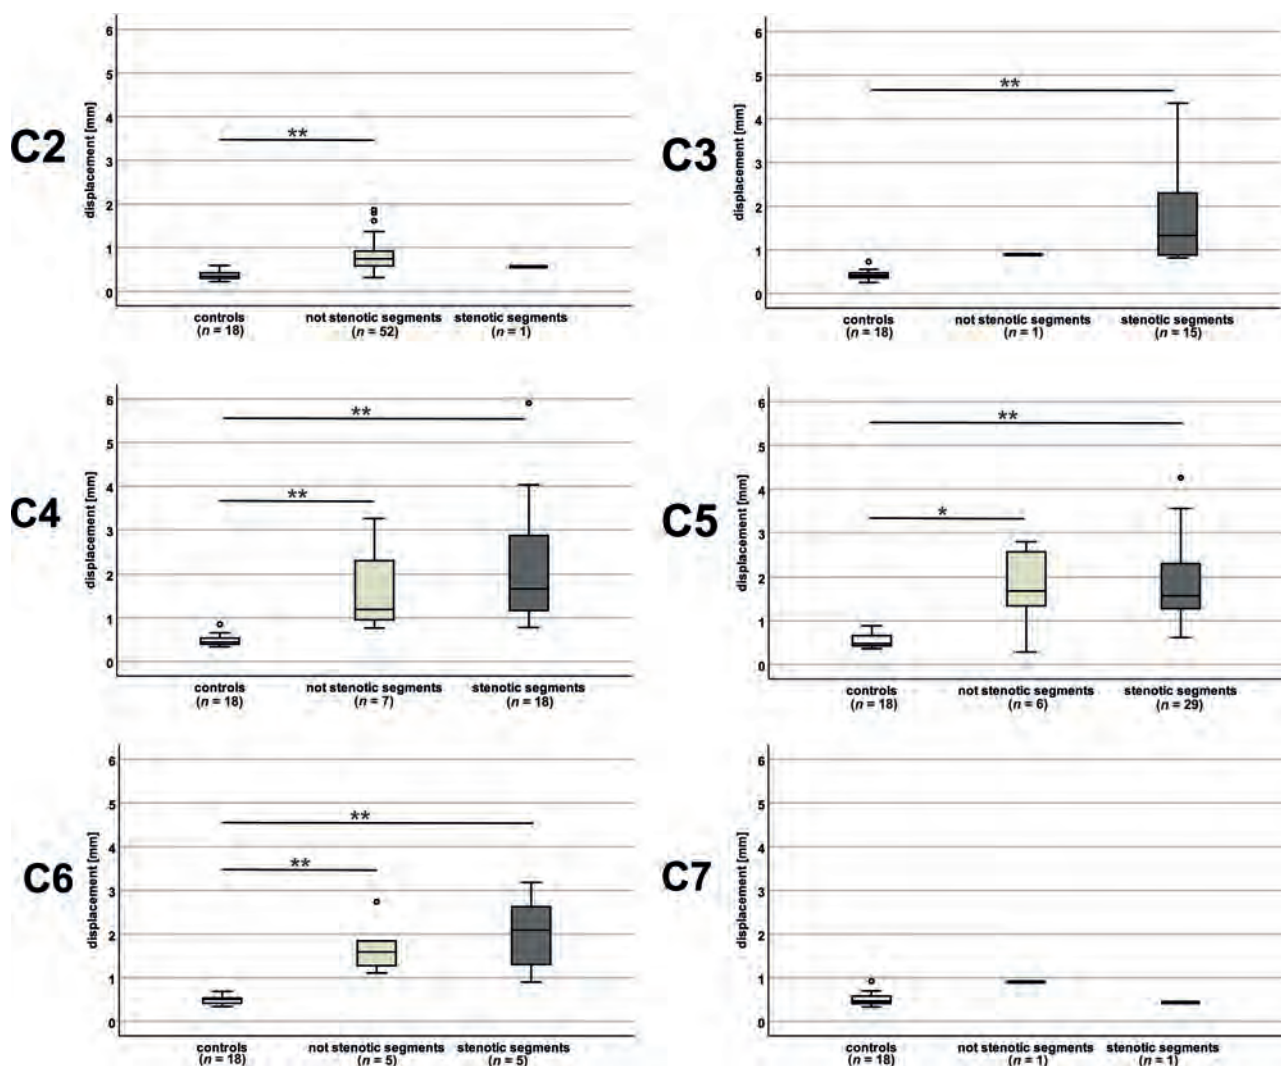 C2
displacement [mm]
6
5
4
3
2
1
0
**
controls
(n = 18)
not stenotic segments
(n = 52)
stenotic segments
(n = 1)
C3
displacement [mm]
6
5
4
3
2
1
0
**
controls
(n = 18)
not stenotic segments
(n = 1)
stenotic segments
(n = 15)
C4
displacement [mm]
6
5
4
3
2
1
0
**
**
controls
(n = 18)
not stenotic segments
(n = 7)
stenotic segments
(n = 18)
C5
displacement [mm]
6
5
4
3
2
1
0
**
*
controls
(n = 18)
not stenotic segments
(n = 6)
stenotic segments
(n = 29)
C6
displacement [mm]
6
5
4
3
2
1
0
**
**
controls
(n = 18)
not stenotic segments
(n = 5)
stenotic segments
(n = 5)
C7
displacement [mm]
6
5
4
3
2
1
0
controls
(n = 18)
not stenotic segments
(n = 1)
stenotic segments
(n = 1)